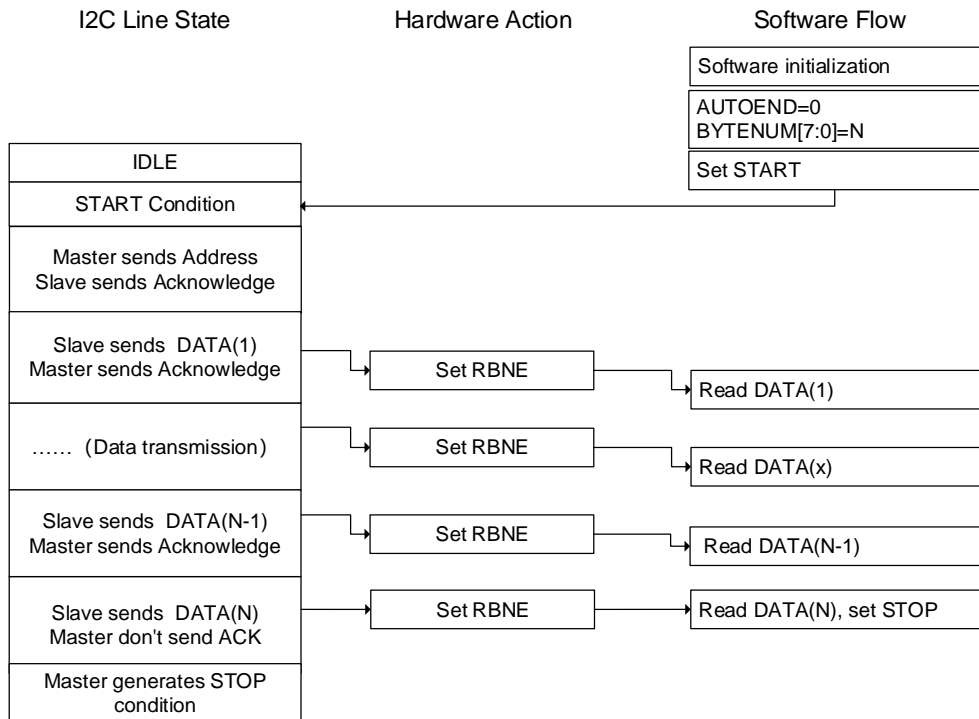 I2C Line State
Hardware Action
Software Flow
Software initialization
AUTOEND=0
BYTENUM[7:0]=N
IDLE
Set START
START Condition
Master sends Address
Slave sends Acknowledge
Slave sends DATA(1)
Master sends Acknowledge
Set RBNE
Read DATA(1)
…… (Data transmission)
Set RBNE
Read DATA(x)
Slave sends DATA(N-1)
Master sends Acknowledge
Set RBNE
Read DATA(N-1)
Slave sends DATA(N)
Master don't send ACK
Set RBNE
Read DATA(N), set STOP
Master generates STOP
condition